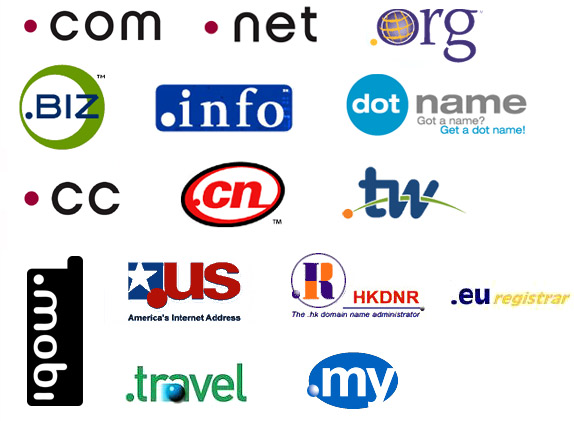 .com
.net
.org
.BIZ
TM
.info
dot name
Got a name?
Get a dot name!
.cc
.cn
TM
.tw
.mobi
.us
America's Internet Address
.R
HKDNR
The .hk domain name administrator
.eu registrar
.travel
.my